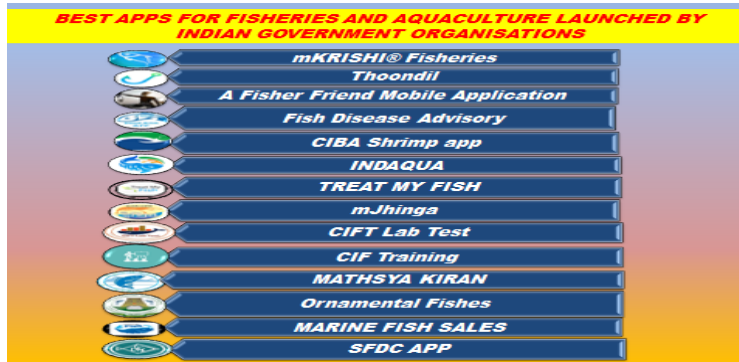 BEST APPS FOR FISHERIES AND AQUACULTURE LAUNCHED BY
INDIAN GOVERNMENT ORGANISATIONS
mKRISHI® Fisheries
Thoondil
A Fisher Friend Mobile Application
Fish Disease Advisory
CIBA Shrimp app
INDAQUA
TREAT MY FISH
mJhinga
CIFT Lab Test
CIF Training
MATHSYA KIRAN
Ornamental Fishes
MARINE FISH SALES
SFDC APP